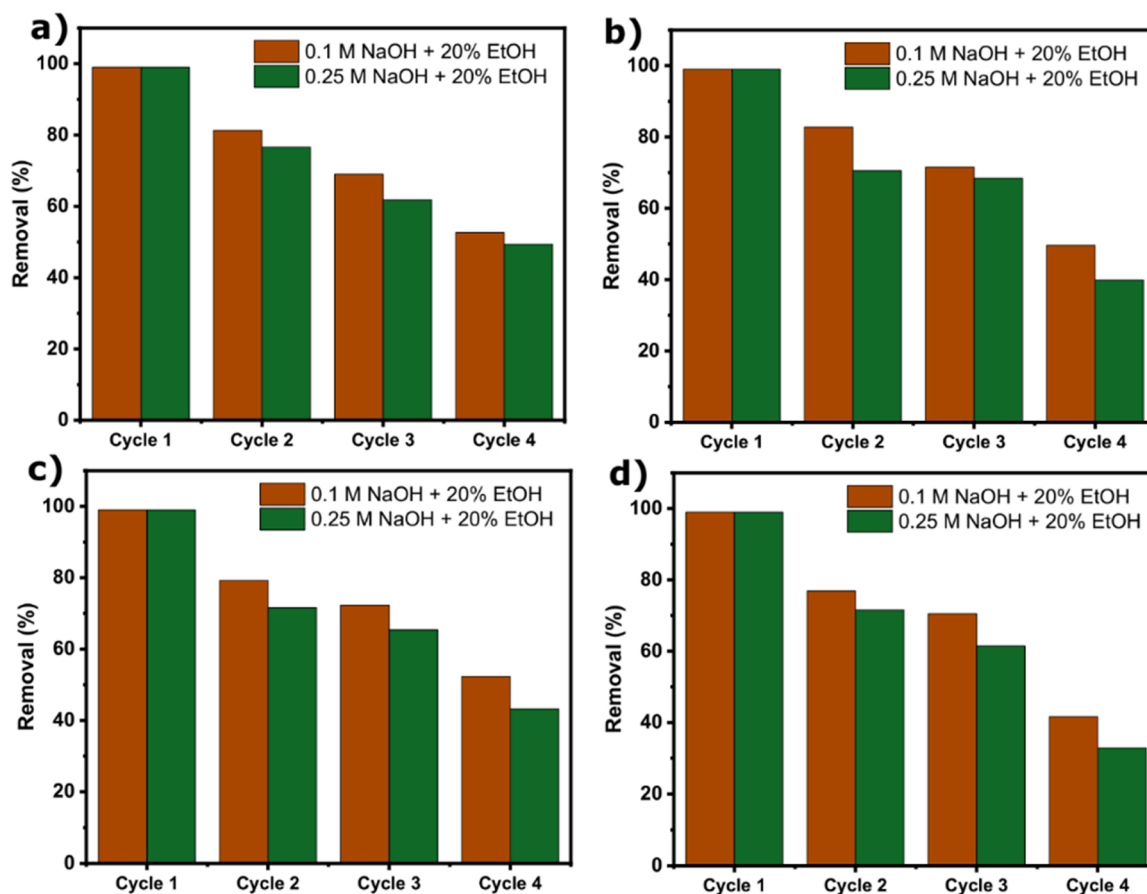 a)
0.1 M NaOH + 20% EtOH
0.25 M NaOH + 20% EtOH
Removal (%)
100
80
60
40
20
0
Cycle 1 Cycle 2 Cycle 3 Cycle 4
b)
0.1 M NaOH + 20% EtOH
0.25 M NaOH + 20% EtOH
Removal (%)
100
80
60
40
20
0
Cycle 1 Cycle 2 Cycle 3 Cycle 4
c)
0.1 M NaOH + 20% EtOH
0.25 M NaOH + 20% EtOH
Removal (%)
100
80
60
40
20
0
Cycle 1 Cycle 2 Cycle 3 Cycle 4
d)
0.1 M NaOH + 20% EtOH
0.25 M NaOH + 20% EtOH
Removal (%)
100
80
60
40
20
0
Cycle 1 Cycle 2 Cycle 3 Cycle 4